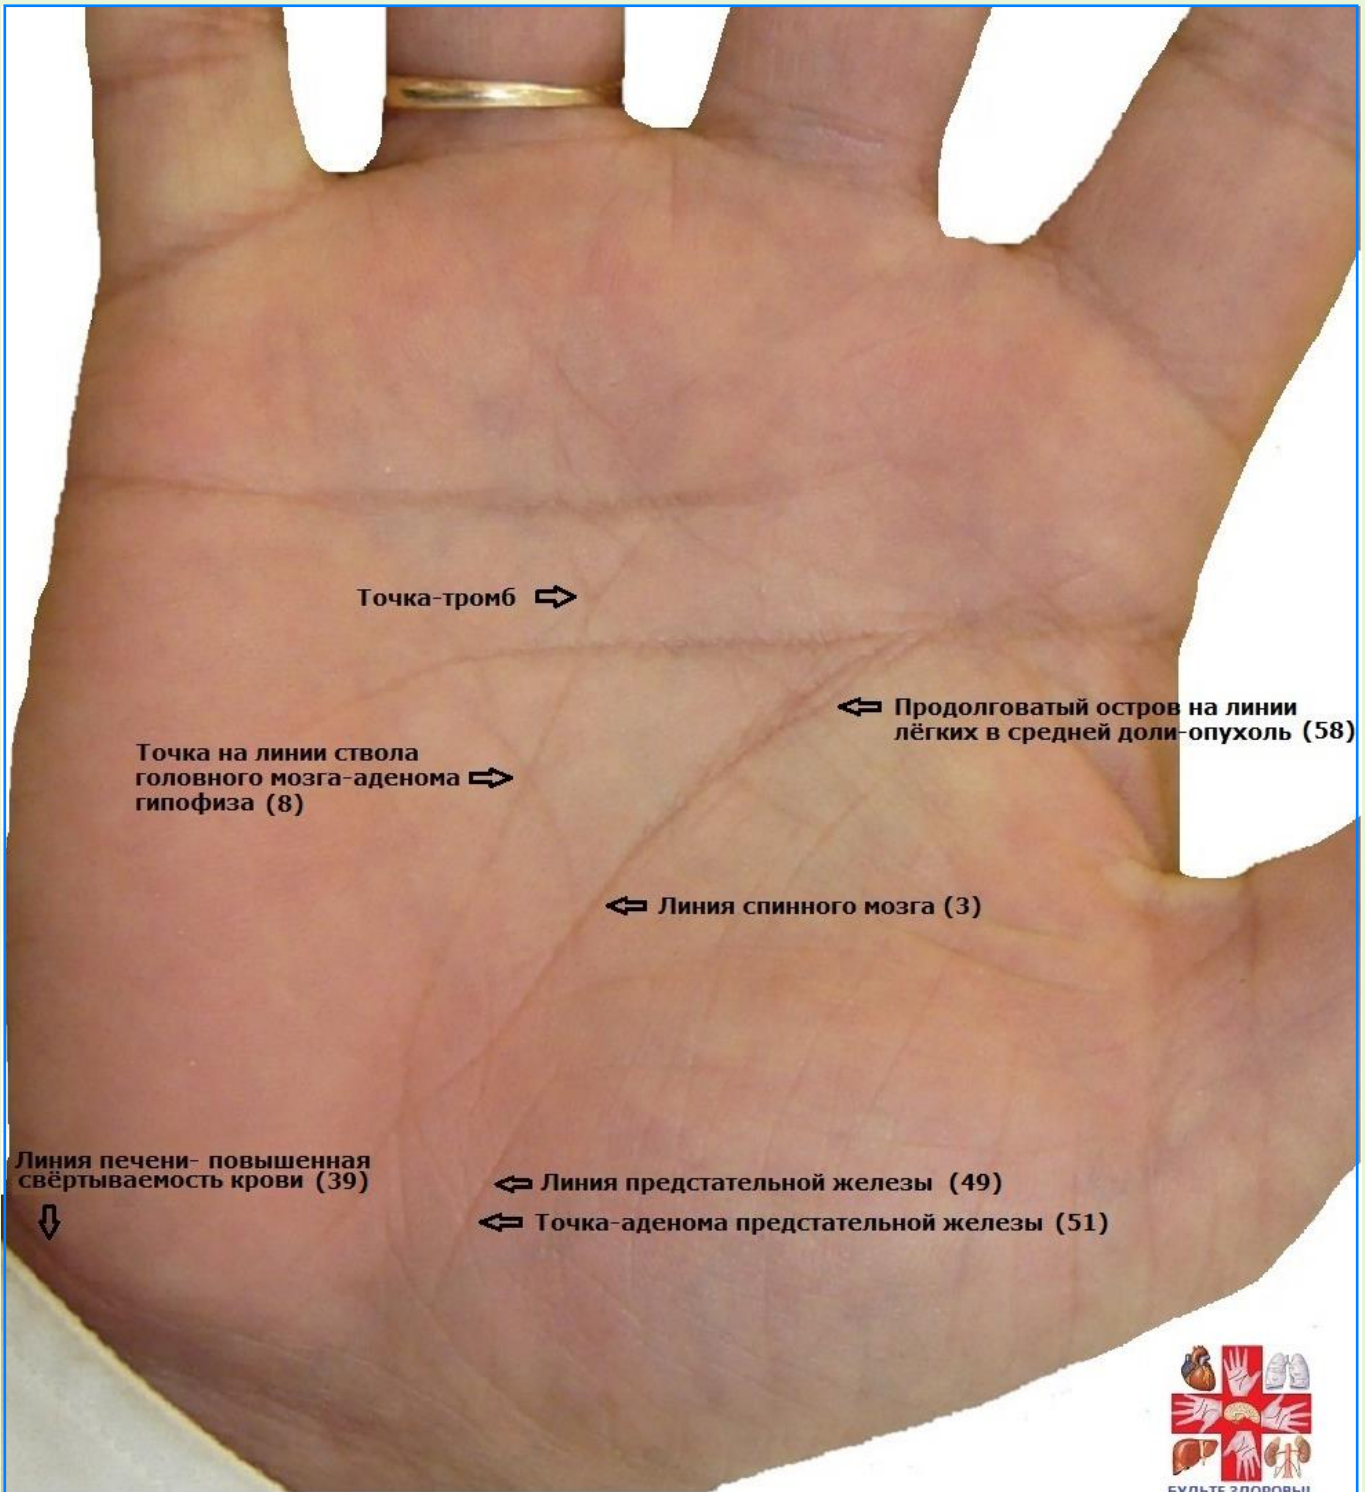 Точка-тромб
Продолговатый остров на линии
лёгких в средней доли-опухоль (58)
Точка на линии ствола
головного мозга-аденома
гипофиза (8)
Линия спинного мозга (3)
Линия печени- повышенная
свёртываемость крови (39)
Линия предстательной железы (49)
Точка-аденома предстательной железы (51)
БУДЬТЕ ЗДОРОВЫ!